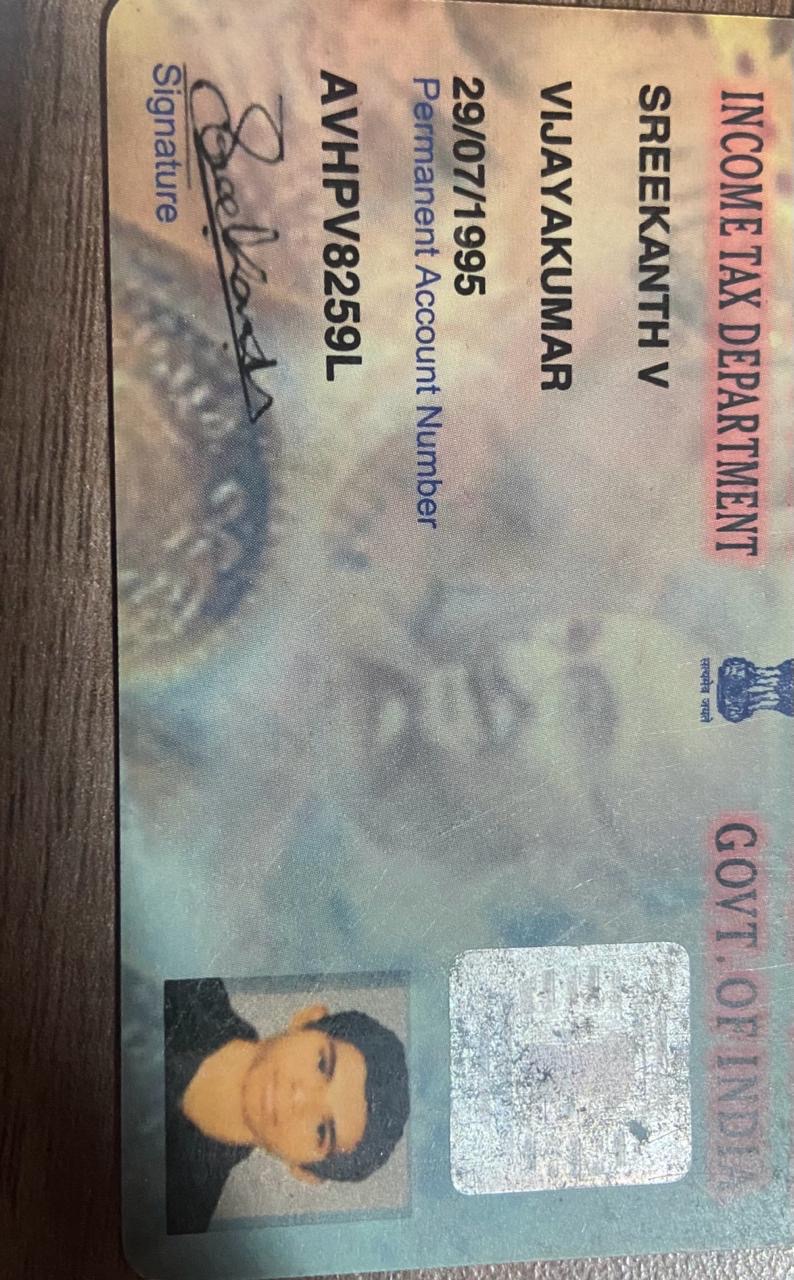 INCOME TAX DEPARTMENT
GOVT. OF INDIA
सत्यमेव जयते
SREEKANTH V
VIJAYAKUMAR
29/07/1995
Permanent Account Number
AVHPV8259L
Sreekanth
Signature